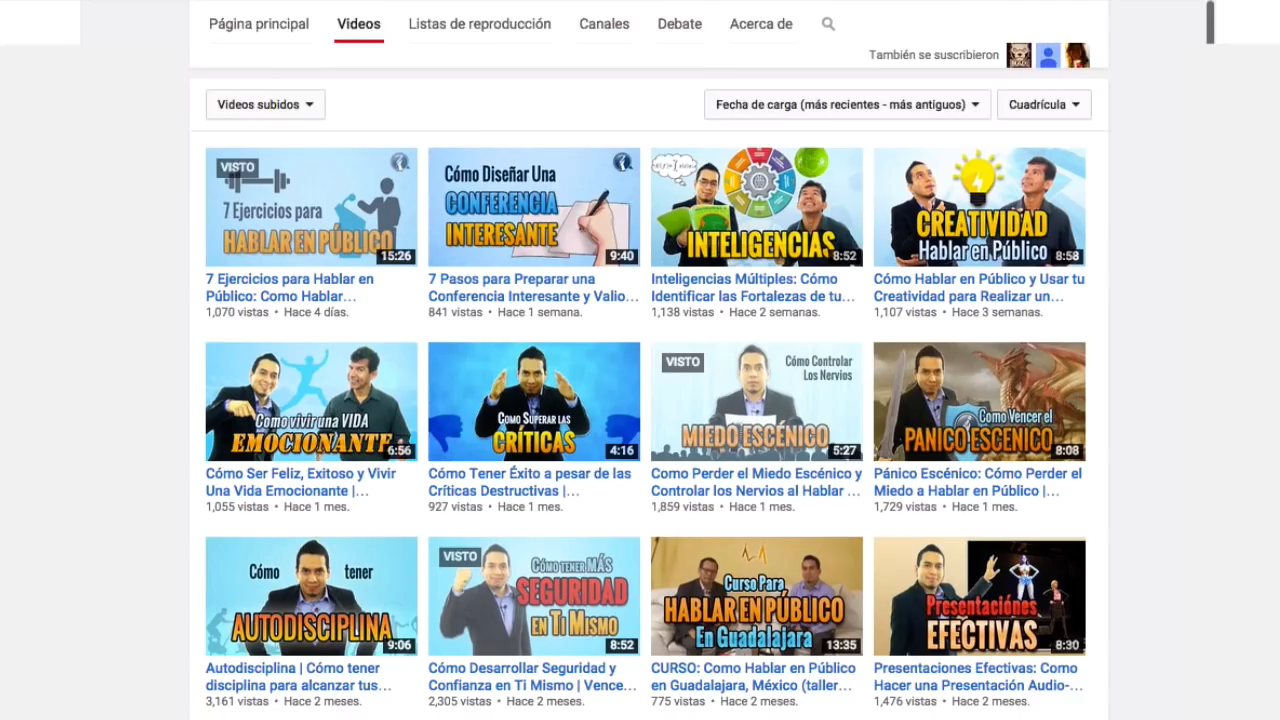 Página principal
Videos
Listas de reproducción
Canales
Debate
Acerca de
También se suscribieron
Videos subidos
Fecha de carga (más recientes - más antiguos)
Cuadrícula
VISTO
7 Ejercicios para
HABLAR EN PÚBLICO
15:26
7 Ejercicios para Hablar en
Público: Como Hablar…
1,070 vistas • Hace 4 días.
Cómo Diseñar Una
CONFERENCIA
INTERESANTE
9:40
7 Pasos para Preparar una
Conferencia Interesante y Valio…
841 vistas • Hace 1 semana.
INTELIGENCIAS
8:52
Inteligencias Múltiples: Cómo
Identificar las Fortalezas de tu…
1,138 vistas • Hace 2 semanas.
CREATIVIDAD
Hablar en Público
8:58
Cómo Hablar en Público y Usar tu
Creatividad para Realizar un…
1,107 vistas • Hace 3 semanas.
Como vivir una VIDA
EMOCIONANTE
6:56
Cómo Ser Feliz, Exitoso y Vivir
Una Vida Emocionante |…
1,055 vistas • Hace 1 mes.
COMO SUPERAR LAS
CRÍTICAS
4:16
Cómo Tener Éxito a pesar de las
Críticas Destructivas |…
927 vistas • Hace 1 mes.
VISTO
Cómo Controlar
Los Nervios
MIEDO ESCÉNICO
5:27
Como Perder el Miedo Escénico y
Controlar los Nervios al Hablar …
1,859 vistas • Hace 1 mes.
Como Vencer el
PANICO ESCENICO
8:08
Pánico Escénico: Cómo Perder el
Miedo a Hablar en Público |…
1,729 vistas • Hace 1 mes.
Cómo tener
AUTODISCIPLINA
9:06
Autodisciplina | Cómo tener
disciplina para alcanzar tus…
3,161 vistas • Hace 2 meses.
VISTO
CÓMO TENER MÁS
SEGURIDAD
EN TI MISMO
8:52
Cómo Desarrollar Seguridad y
Confianza en Ti Mismo | Vence…
2,305 vistas • Hace 2 meses.
Curso Para
HABLAR EN PÚBLICO
En Guadalajara
13:35
CURSO: Como Hablar en Público
en Guadalajara, México (taller…
775 vistas • Hace 2 meses.
Presentaciónes
EFECTIVAS
8:30
Presentaciones Efectivas: Como
Hacer una Presentación Audio-…
1,476 vistas • Hace 2 meses.